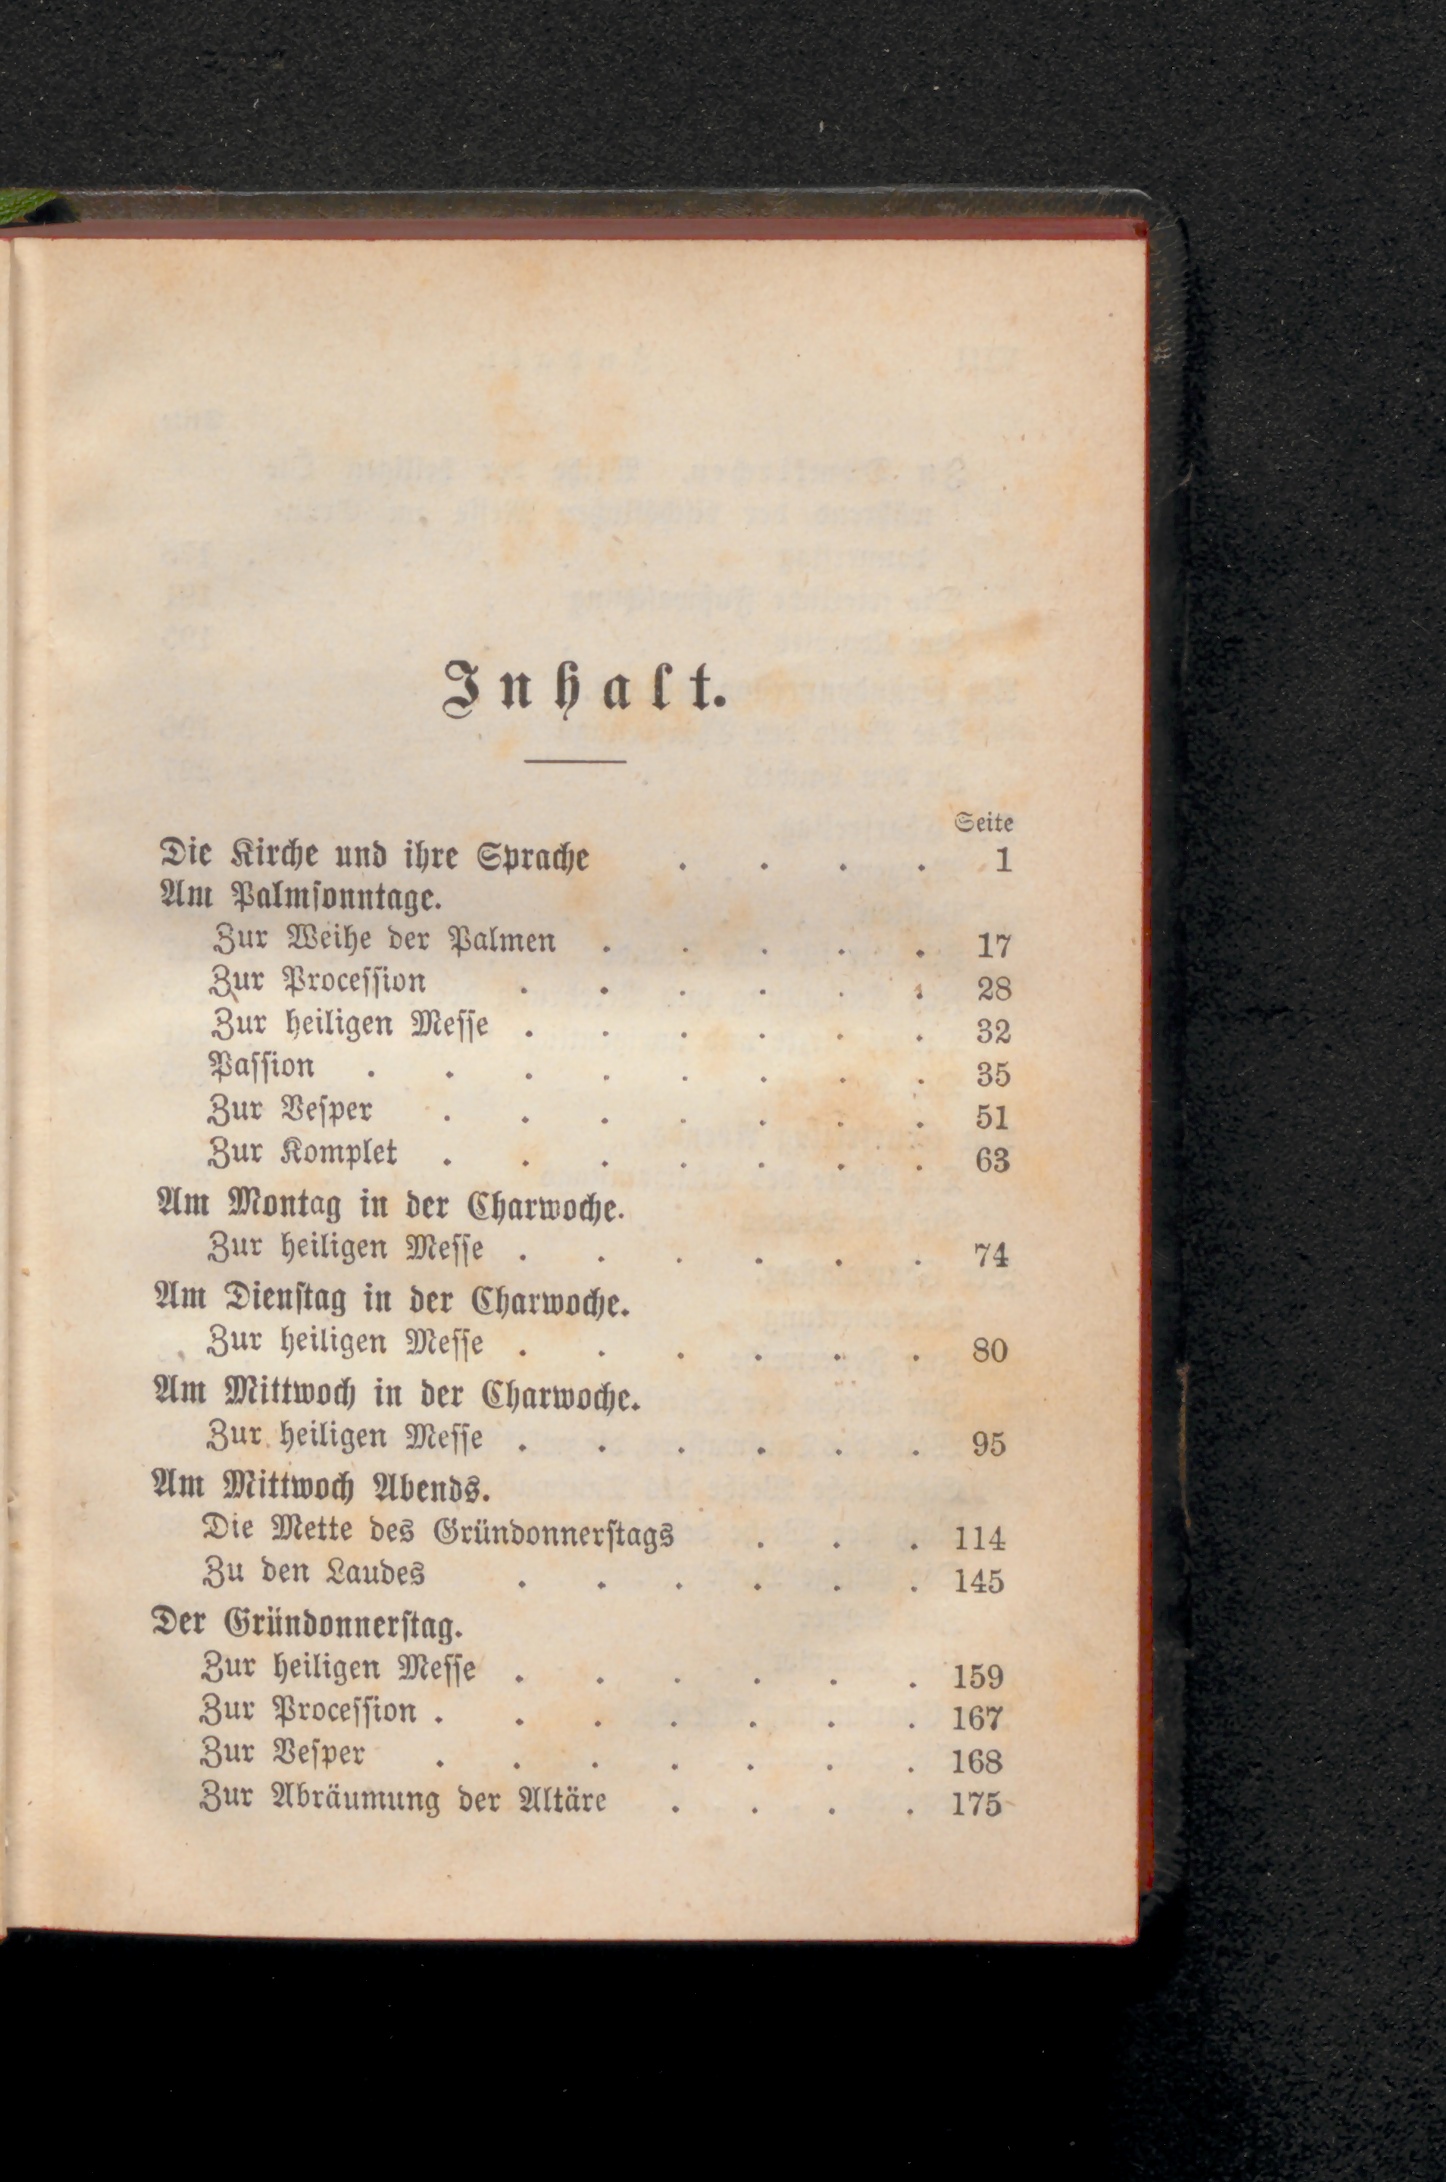 Inhalt.
Seite
Die Kirche und ihre Sprache . . . . 1
Am Palmſonntage.
Zur Weihe der Palmen . . . . . 17
Zur Proceſſion . . . . . . 28
Zur heiligen Meſſe . . . . . . 32
Paſſion . . . . . . . . 35
Zur Veſper . . . . . . . 51
Zur Komplet . . . . . . . 63
Am Montag in der Charwoche.
Zur heiligen Meſſe . . . . . . 74
Am Dienſtag in der Charwoche.
Zur heiligen Meſſe . . . . . . 80
Am Mittwoch in der Charwoche.
Zur heiligen Meſſe . . . . . . 95
Am Mittwoch Abends.
Die Mette des Gründonnerſtags . . . 114
Zu den Laudes . . . . . . 145
Der Gründonnerſtag.
Zur heiligen Meſſe . . . . . . 159
Zur Proceſſion . . . . . . . 167
Zur Veſper . . . . . . . 168
Zur Abräumung der Altäre . . . . 175